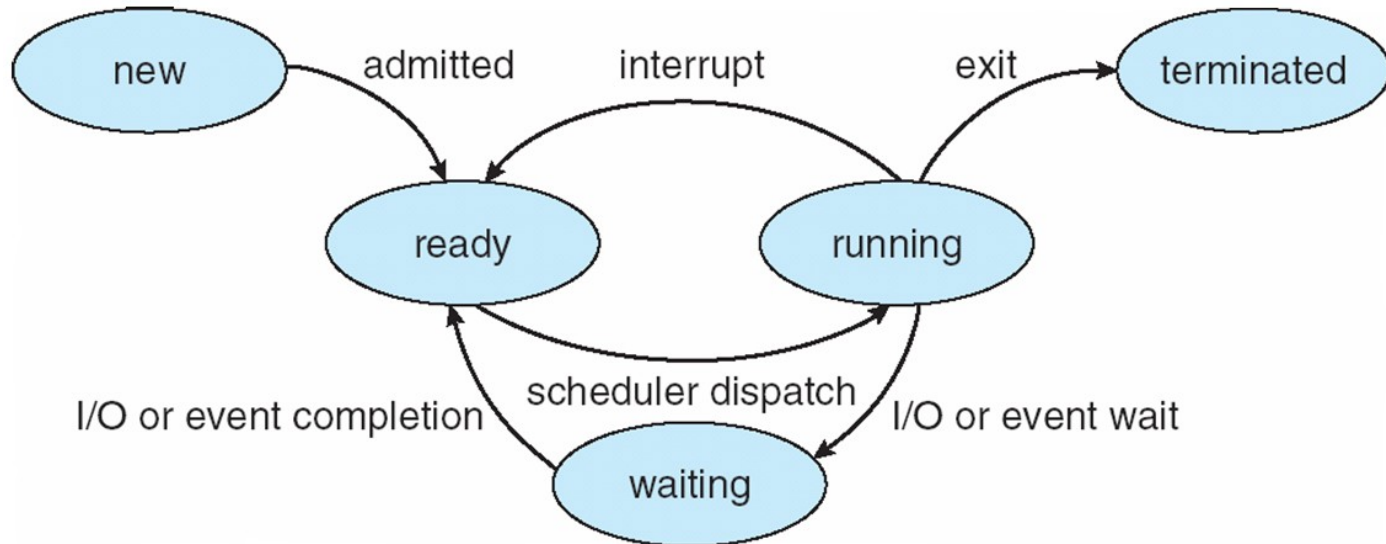 new
admitted
interrupt
exit
terminated
ready
running
scheduler dispatch
I/O or event completion
I/O or event wait
waiting